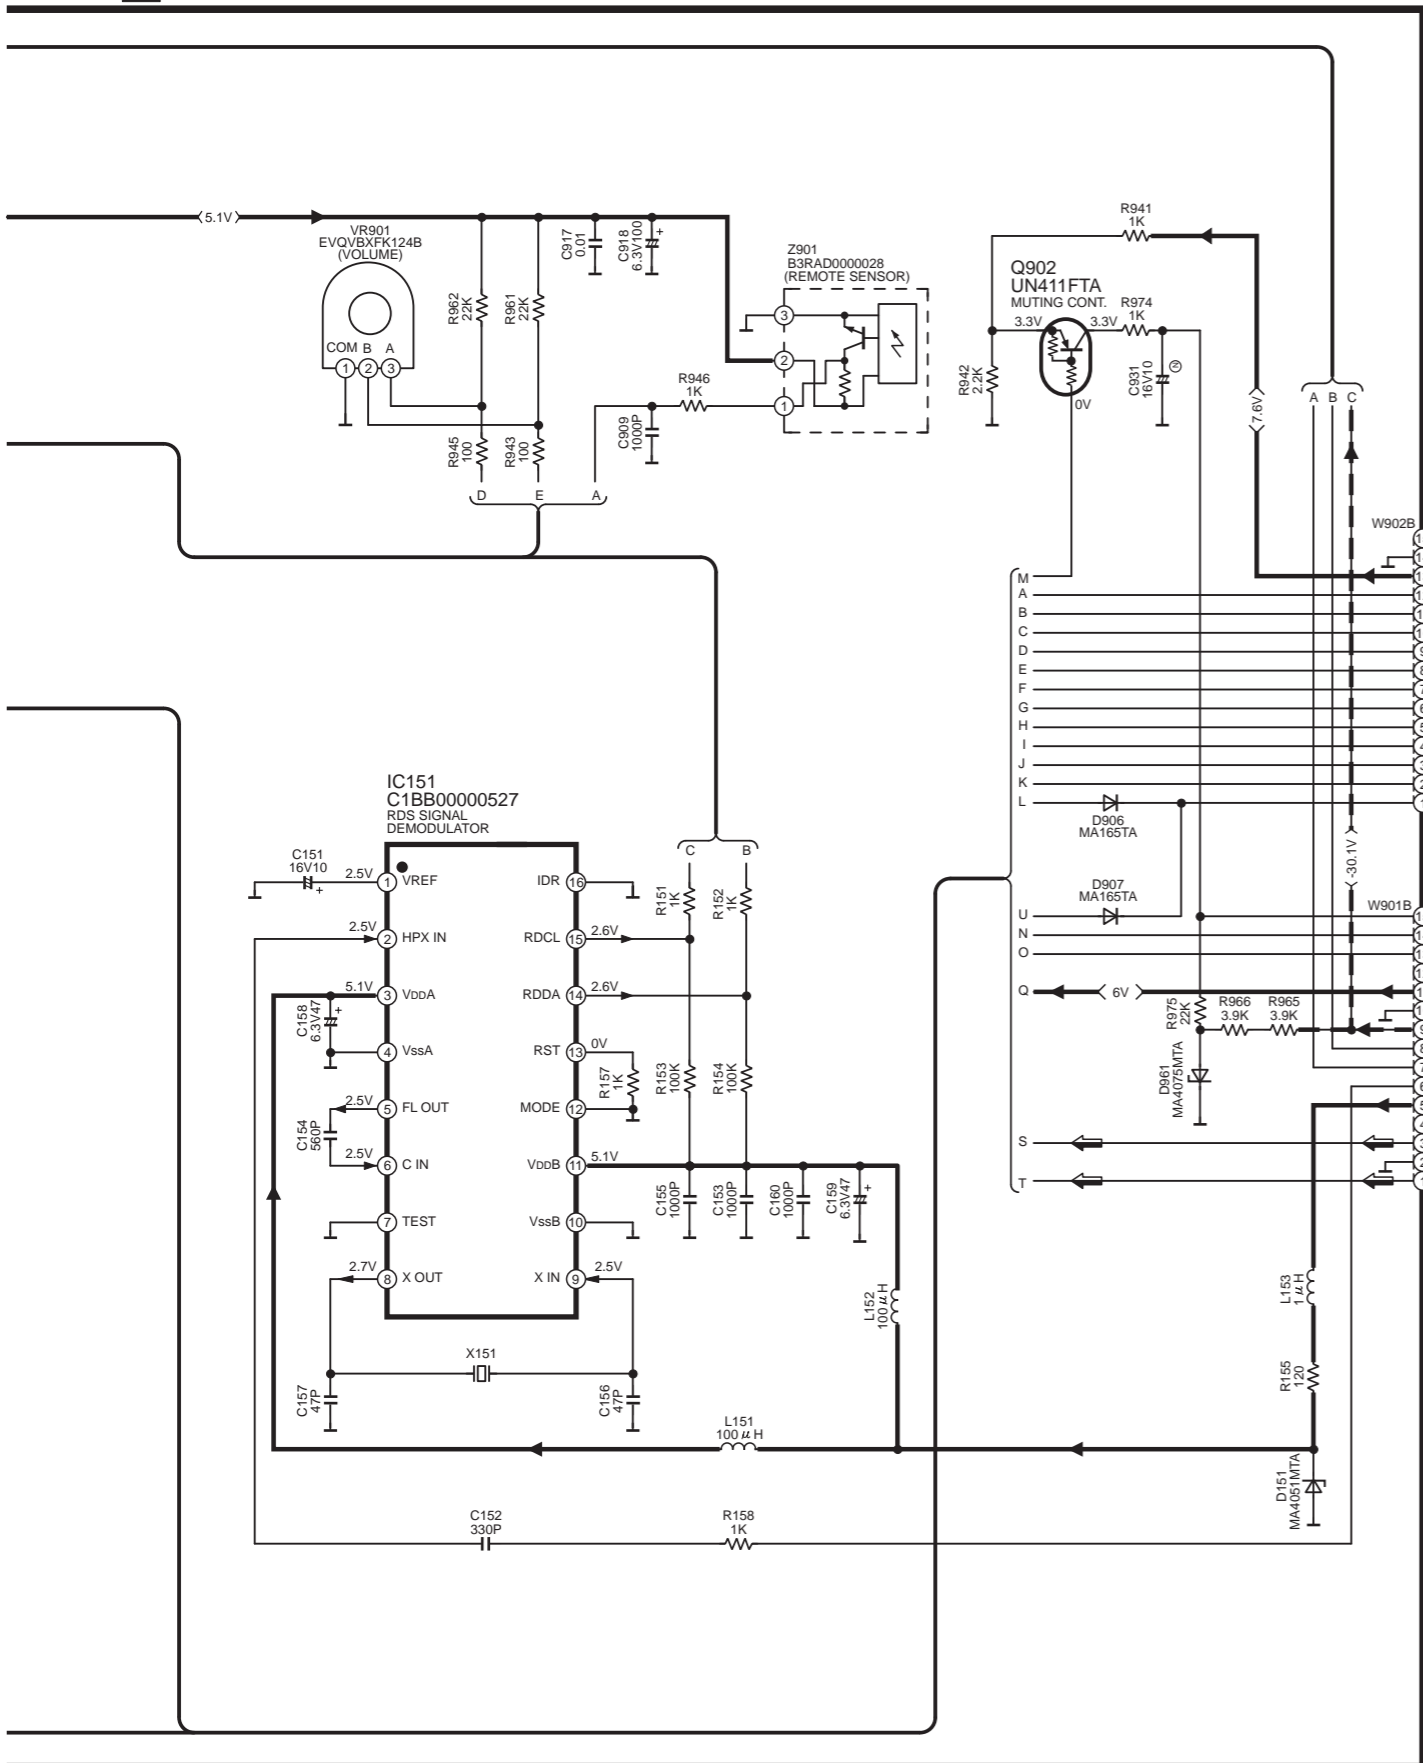 5.1V
VR901
EVQVBXFK124B
(VOLUME)
COM B A
1 2 3
R962
22K
R961
22K
C917
0.01
C918
6.3V100
+
R945
100
R943
100
D E A
Z901
B3RAD0000028
(REMOTE SENSOR)
3
2
1
R946
1K
C909
1000P
R941
1K
Q902
UN411FTA
MUTING CONT.
R974
1K
3.3V
3.3V
0V
R942
2.2K
C931
16V10
N
7.6V
A B C
W902B
M
A
B
C
D
E
F
G
H
I
J
K
L
D906
MA165TA
-30.1V
D907
MA165TA
W901B
U
N
O
Q
6V
R975
22K
R966
3.9K
R965
3.9K
D961
MA4075MTA
S
T
IC151
C1BB00000527
RDS SIGNAL
DEMODULATOR
C151
16V10
+
2.5V
1 VREF
IDR 16
2.5V
2 HPX IN
RDCL 15
2.6V
5.1V
3 VDDA
RDDA 14
2.6V
C158
6.3V47
+
4 VssA
RST 13
0V
R157
1K
2.5V
5 FL OUT
MODE 12
C154
560P
2.5V
6 C IN
VDDB 11
5.1V
7 TEST
VssB 10
2.7V
8 X OUT
X IN 9
2.5V
C B
R151
1K
R152
1K
R153
100K
R154
100K
C155
1000P
C153
1000P
C160
1000P
C159
6.3V47
+
L152
100 μH
X151
C157
47P
C156
47P
L151
100 μH
L153
1 μH
R155
120
D151
MA4051MTA
C152
330P
R158
1K